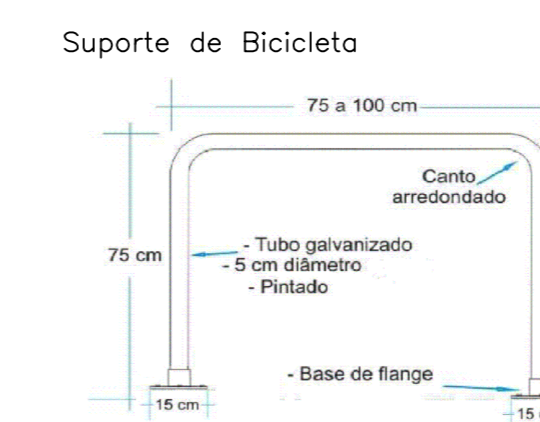 Suporte de Bicicleta
75 a 100 cm
Canto
arredondado
- Tubo galvanizado
- 5 cm diâmetro
- Pintado
75 cm
- Base de flange
15 cm
15